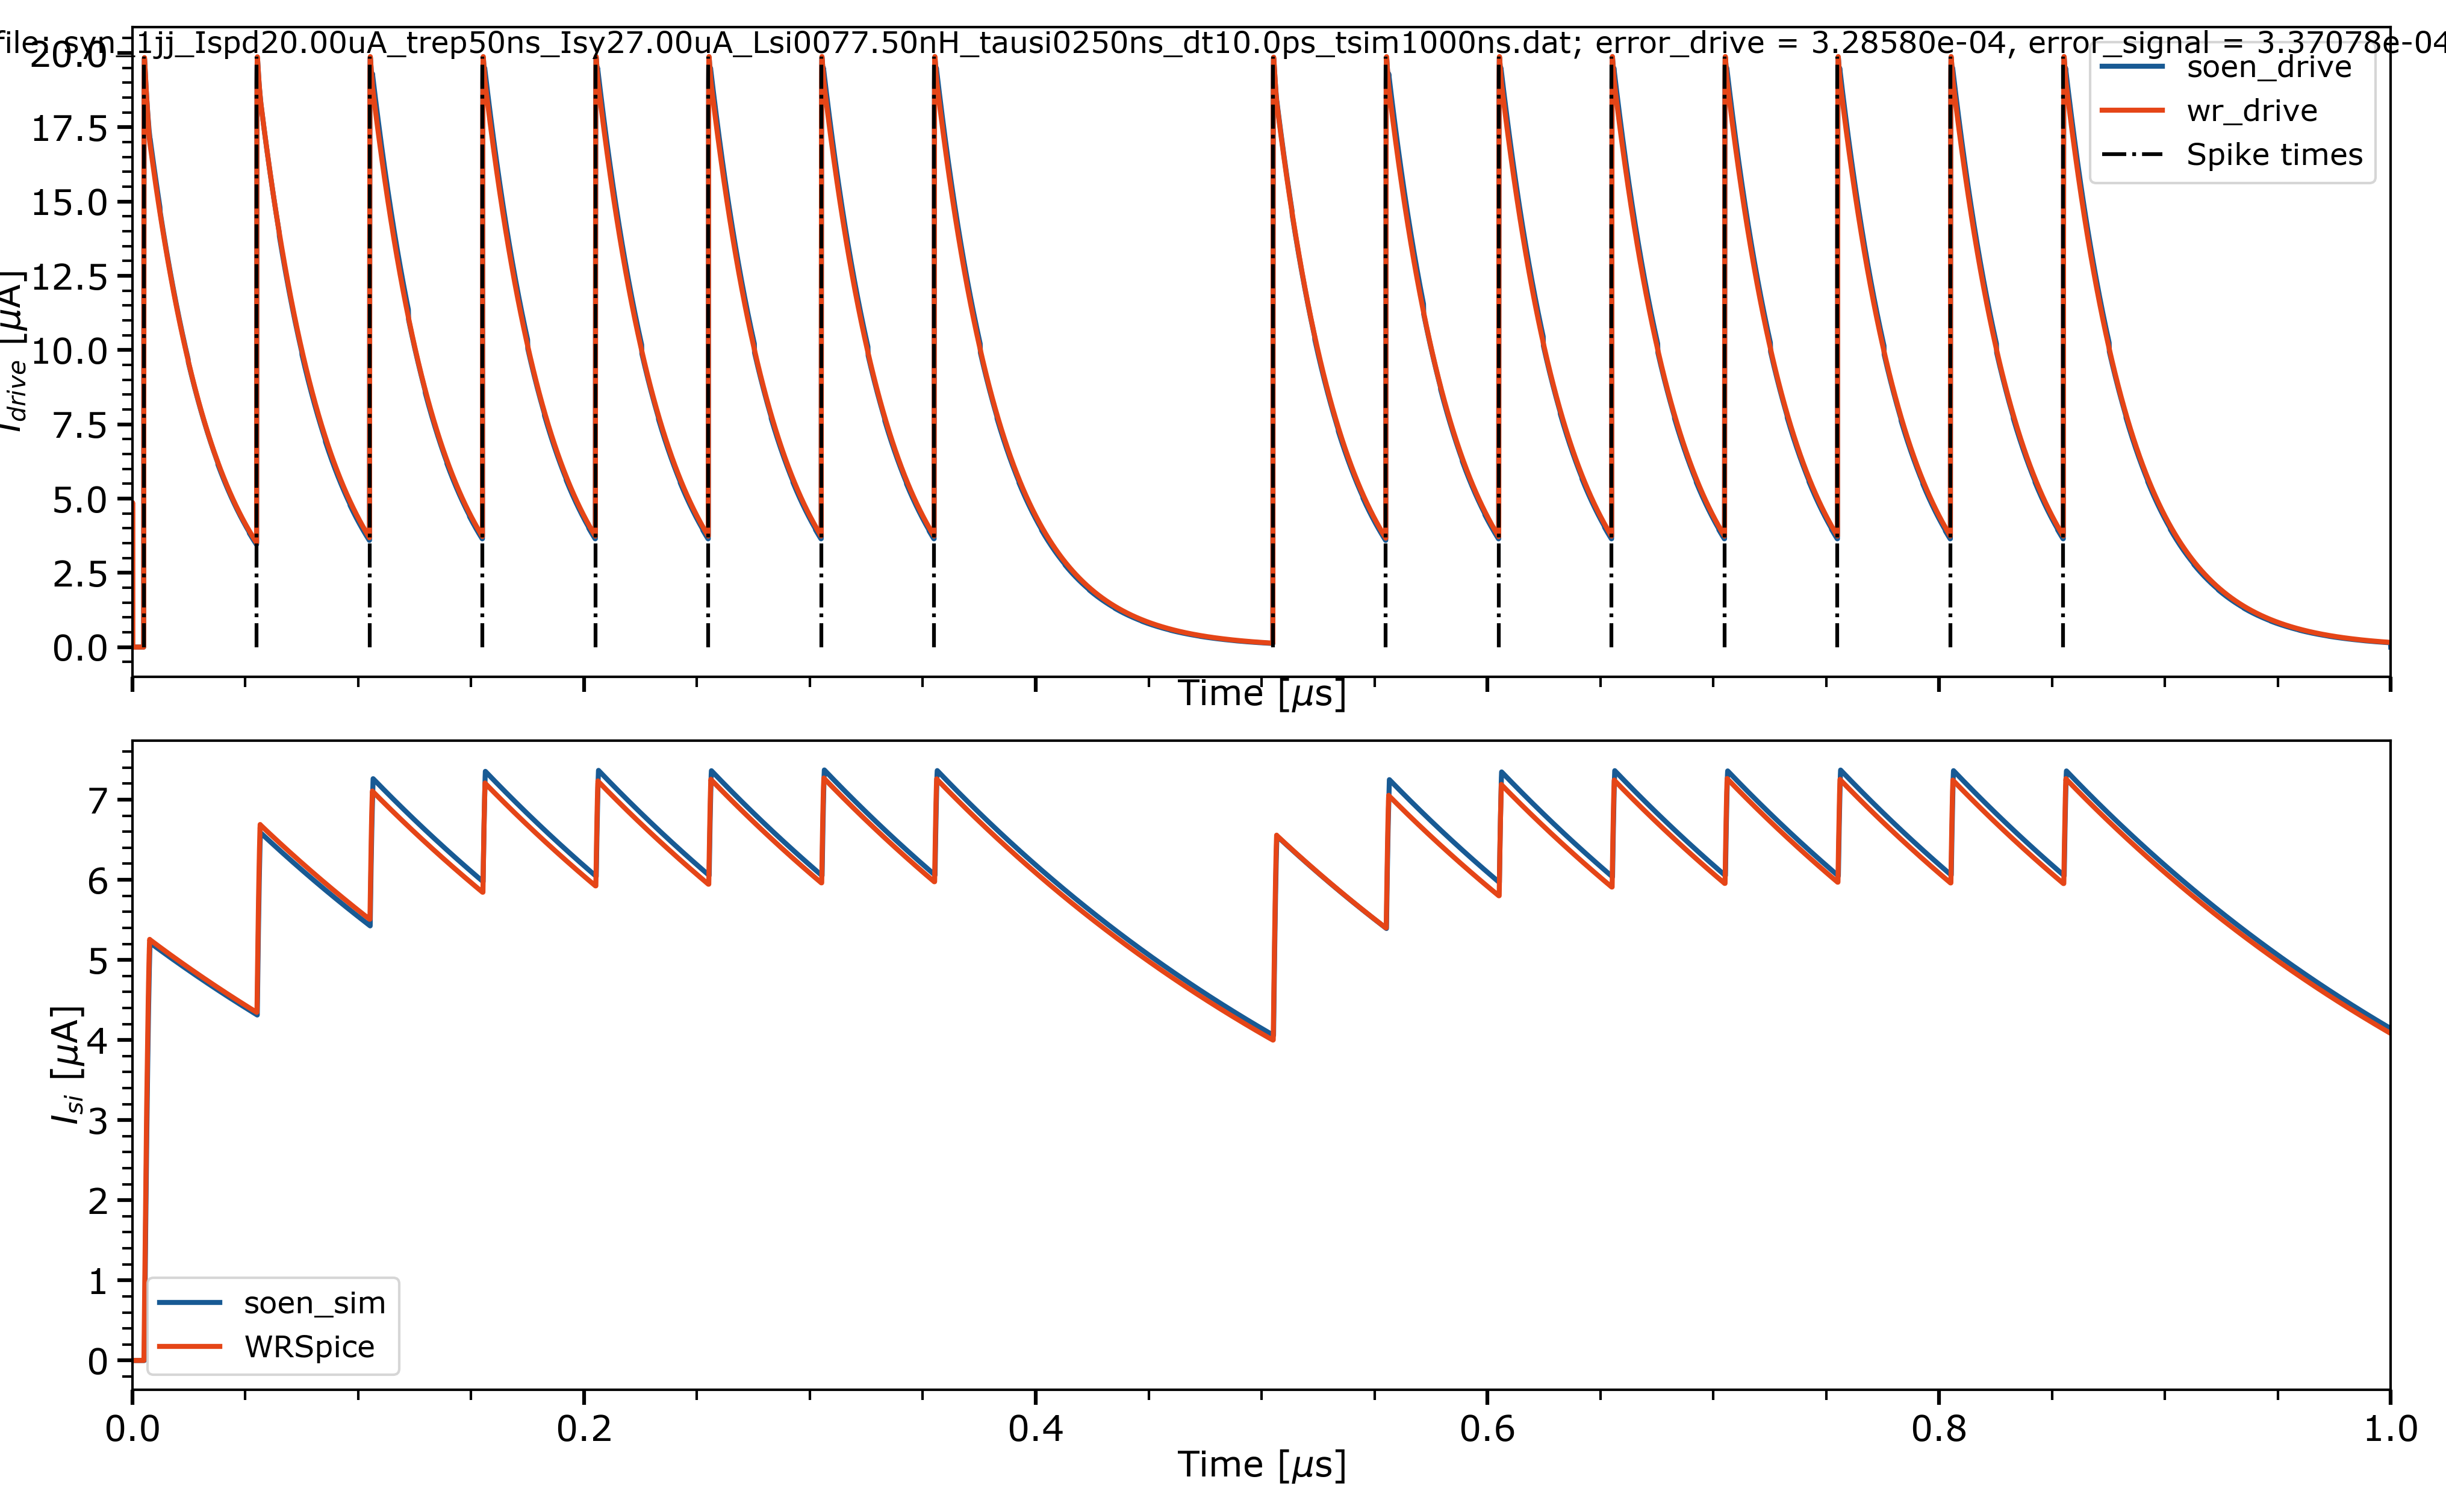 file: syn_1jj_Ispd20.00uA_trep50ns_Isy27.00uA_Lsi0077.50nH_tausi0250ns_dt10.0ps_tsim1000ns.dat; error_drive = 3.28580e-04, error_signal = 3.37078e-04
20.0
17.5
15.0
12.5
10.0
7.5
5.0
2.5
0.0
I_drive [μA]
soen_drive
wr_drive
Spike times
Time [μs]
7
6
5
4
3
2
1
0
I_si [μA]
soen_sim
WRSpice
0.0 0.2 0.4 0.6 0.8 1.0
Time [μs]